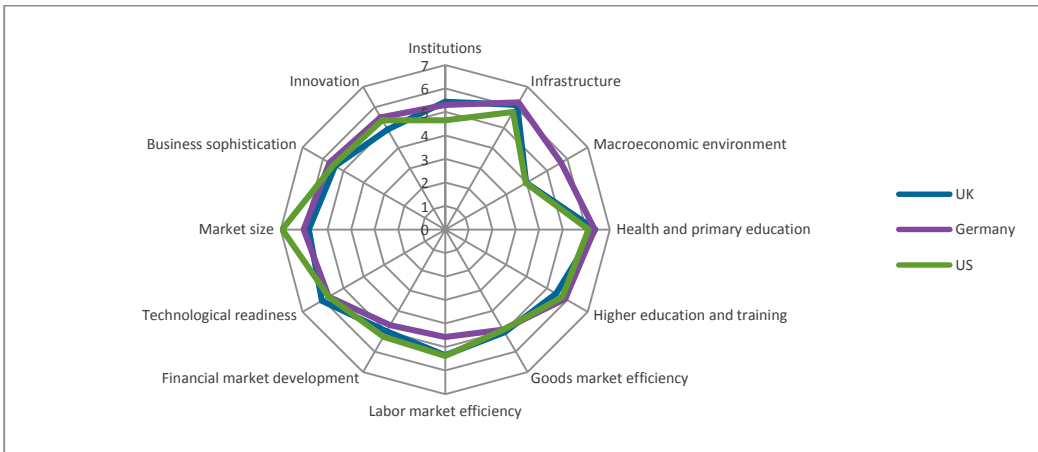 Institutions
Infrastructure
Macroeconomic environment
Health and primary education
Higher education and training
Goods market efficiency
Labor market efficiency
Financial market development
Technological readiness
Market size
Business sophistication
Innovation
7
6
5
4
3
2
1
0
UK
Germany
US